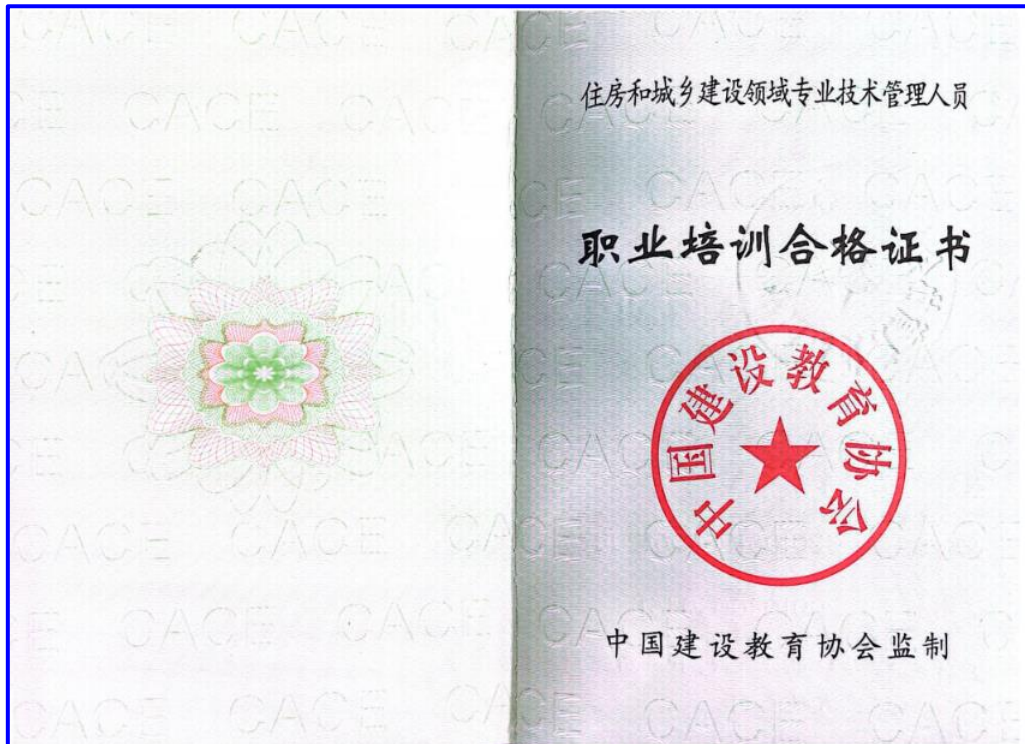 住房和城乡建设领域专业技术管理人员
职业培训合格证书
中国建设教育协会
中国建设教育协会监制
CACE